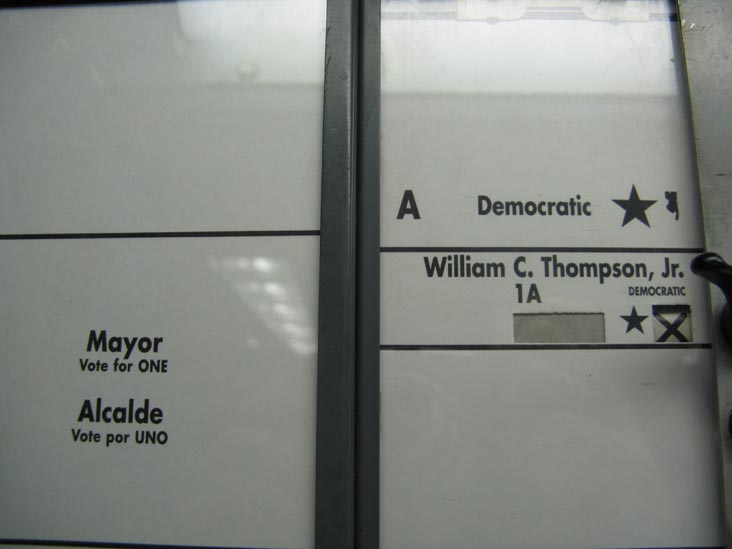 A Democratic
William C. Thompson, Jr.
1A DEMOCRATIC
Mayor
Vote for ONE
Alcalde
Vote por UNO